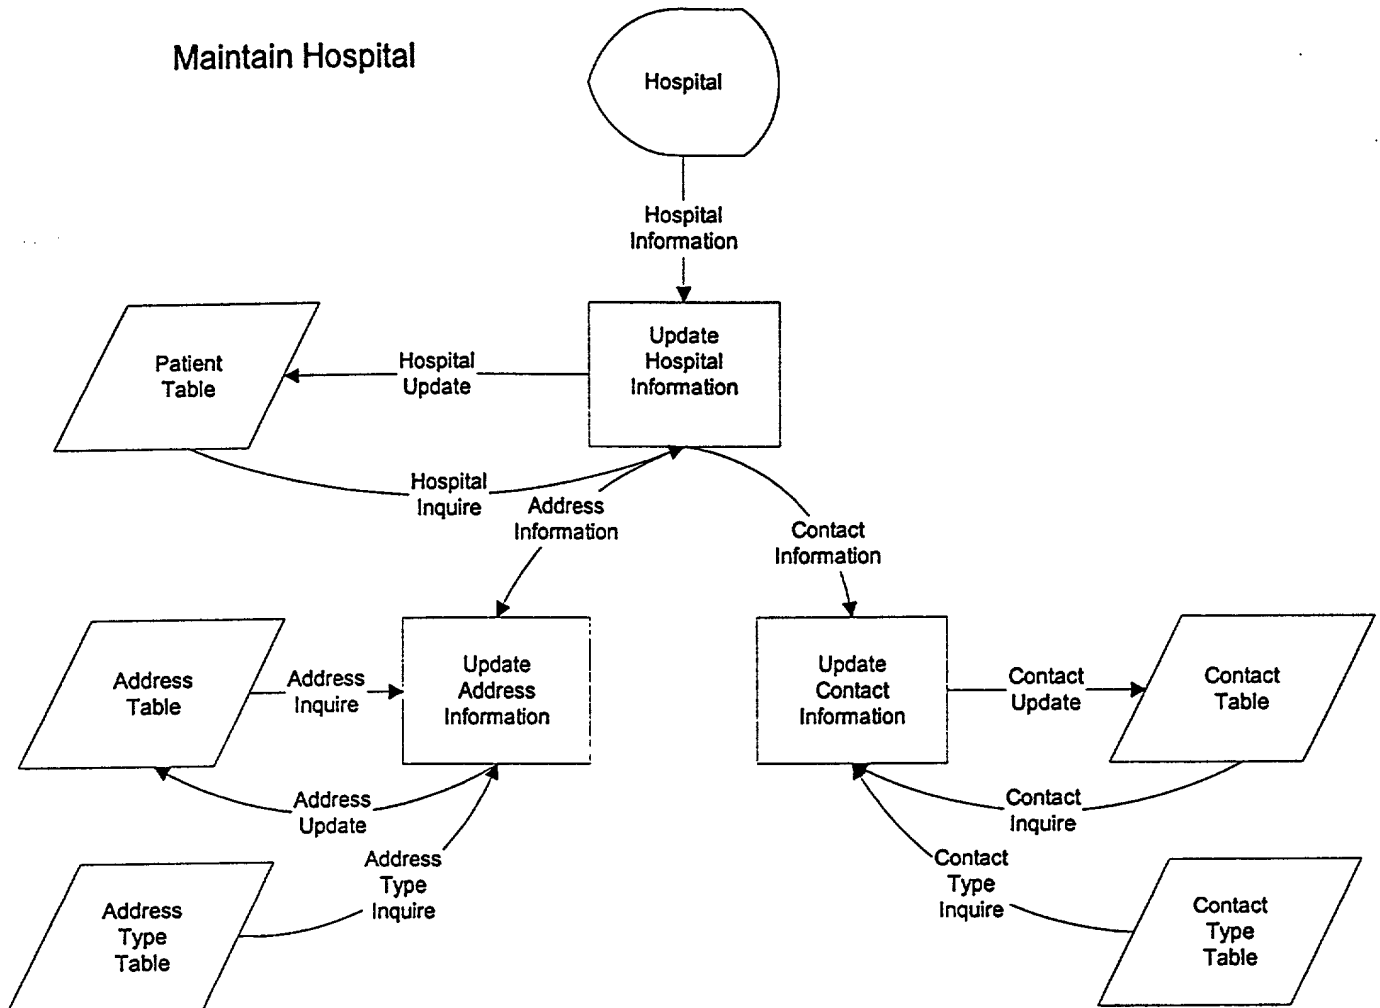 Maintain Hospital
Hospital
Hospital
Information
Update
Hospital
Information
Patient
Table
Hospital
Update
Hospital
Inquire
Address
Information
Contact
Information
Address
Table
Address
Inquire
Update
Address
Information
Update
Contact
Information
Contact
Update
Contact
Table
Address
Update
Contact
Inquire
Address
Type
Inquire
Contact
Type
Inquire
Address
Type
Table
Contact
Type
Table